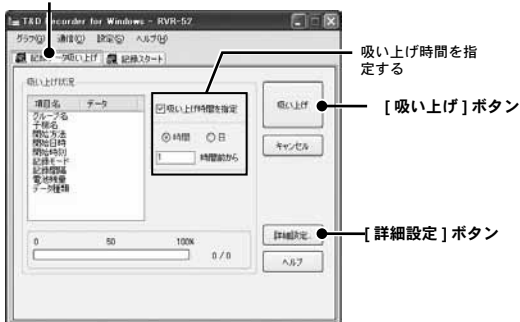 T&D Recorder for Windows - RVR-52
グラフ(G) 通信(C) 設定(S) ヘルプ(H)
記録データ吸い上げ 記録スタート
吸い上げ時間を指
定する
吸い上げ状況
項目名 データ
グループ名
子機名
開始方法
開始日時
開始時刻
記録モード
記録間隔
電池残量
データ種類
吸い上げ時間を指定
時間 日
1 時間前から
吸い上げ
[ 吸い上げ ] ボタン
キャンセル
詳細設定
[ 詳細設定 ] ボタン
0 50 100%
0 / 0
ヘルプ